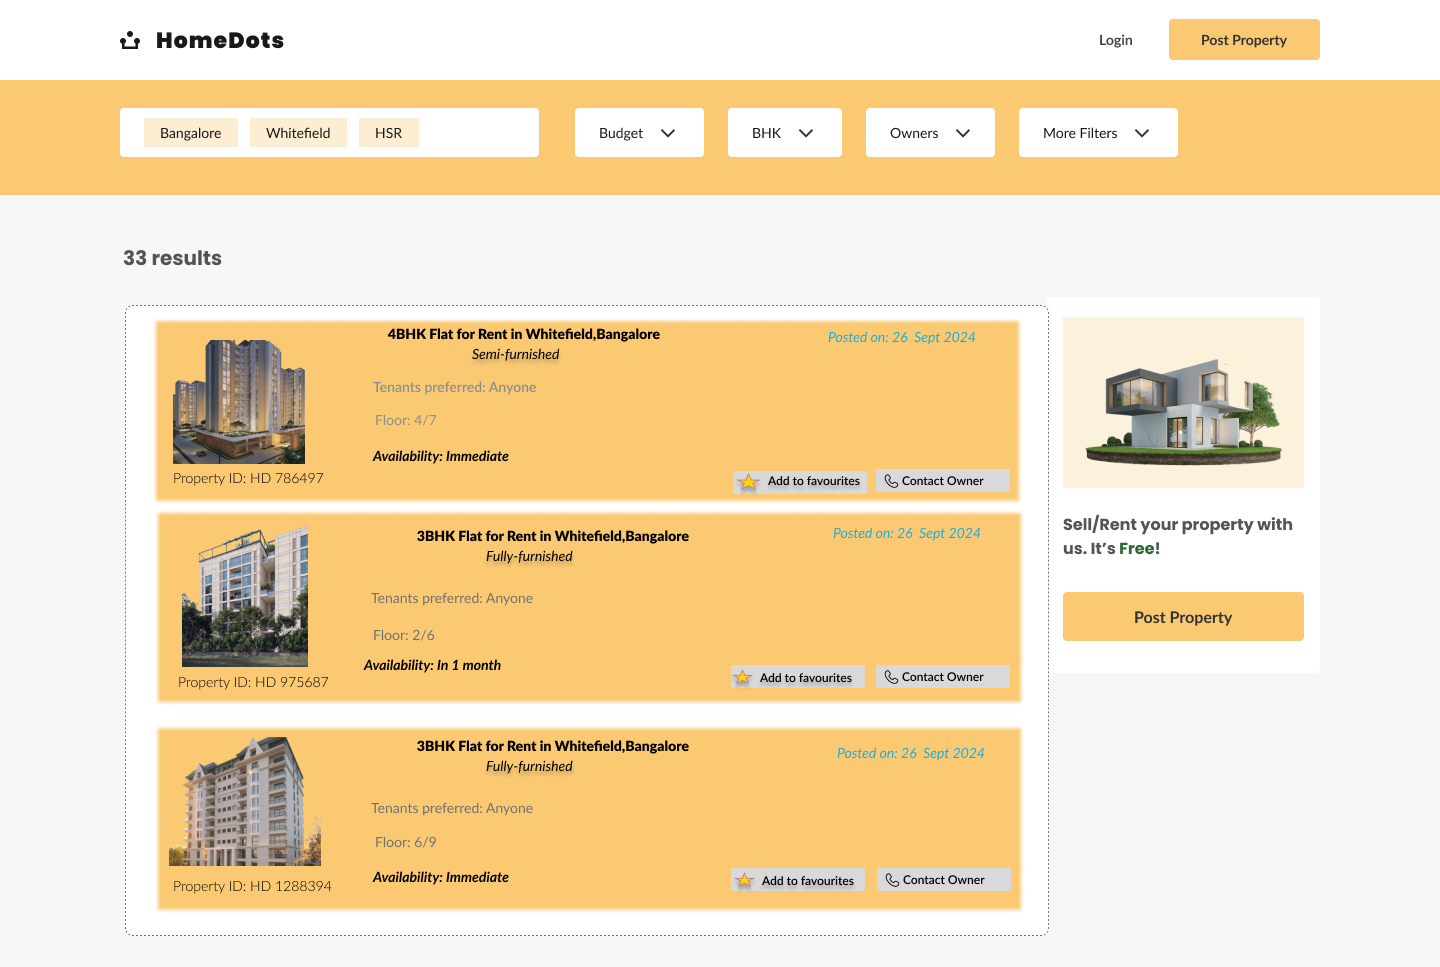 HomeDots
Login
Post Property
Bangalore
Whitefield
HSR
Budget
BHK
Owners
More Filters
33 results
4BHK Flat for Rent in Whitefield,Bangalore
Semi-furnished
Posted on: 26 Sept 2024
Tenants preferred: Anyone
Floor: 4/7
Availability: Immediate
Property ID: HD 786497
Add to favourites
Contact Owner
3BHK Flat for Rent in Whitefield,Bangalore
Fully-furnished
Posted on: 26 Sept 2024
Tenants preferred: Anyone
Floor: 2/6
Availability: In 1 month
Property ID: HD 975687
Add to favourites
Contact Owner
3BHK Flat for Rent in Whitefield,Bangalore
Fully-furnished
Posted on: 26 Sept 2024
Tenants preferred: Anyone
Floor: 6/9
Availability: Immediate
Property ID: HD 1288394
Add to favourites
Contact Owner
Sell/Rent your property with
us. It’s Free!
Post Property